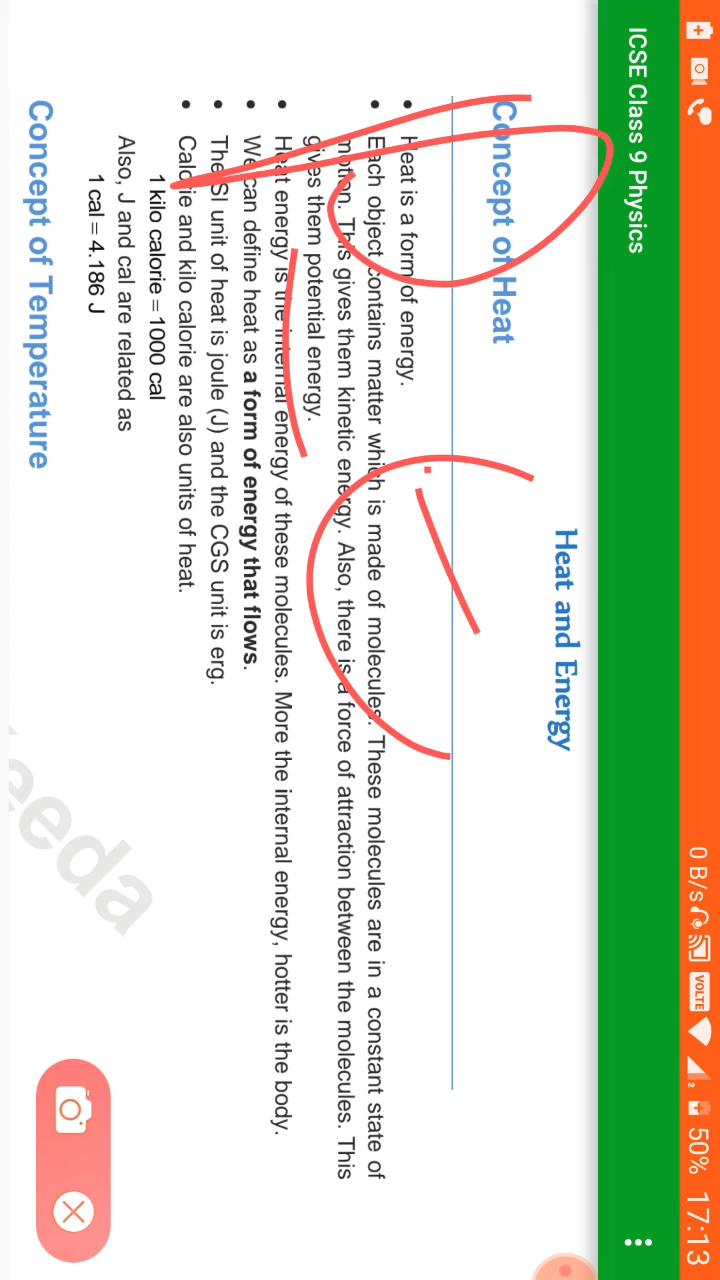 0 B/s VOLTE 2 50% 17:13
ICSE Class 9 Physics
Heat and Energy
Concept of Heat
• Heat is a form of energy.
• Each object contains matter which is made of molecules. These molecules are in a constant state of
motion. This gives them kinetic energy. Also, there is a force of attraction between the molecules. This
gives them potential energy.
• Heat energy is the internal energy of these molecules. More the internal energy, hotter is the body.
• We can define heat as a form of energy that flows.
• The SI unit of heat is joule (J) and the CGS unit is erg.
• Calorie and kilo calorie are also units of heat.
1 kilo calorie = 1000 cal
Also, J and cal are related as
1 cal = 4.186 J
Concept of Temperature